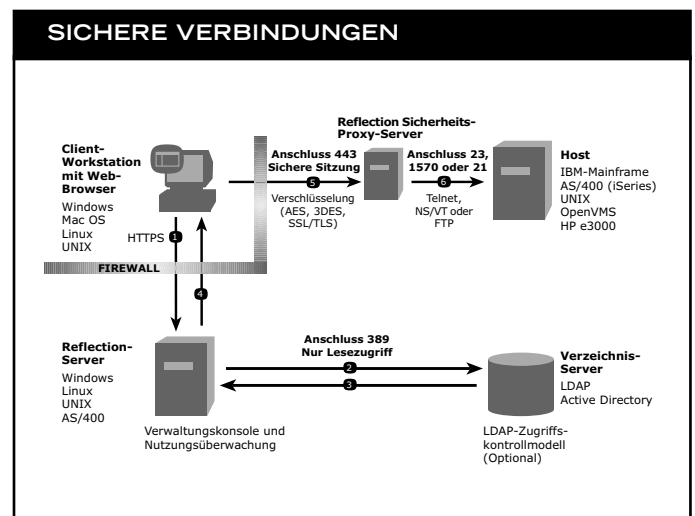 SICHERE VERBINDUNGEN
Client-
Workstation
mit Web-
Browser
Windows
Mac OS
Linux
UNIX
HTTPS
1
4
FIREWALL
Anschluss 443
Sichere Sitzung
5
Verschlüsselung
(AES, 3DES,
SSL/TLS)
Reflection Sicherheits-
Proxy-Server
Anschluss 23,
1570 oder 21
6
Telnet,
NS/VT oder
FTP
Host
IBM-Mainframe
AS/400 (iSeries)
UNIX
OpenVMS
HP e3000
Reflection-
Server
Windows
Linux
UNIX
AS/400
Verwaltungskonsole und
Nutzungsüberwachung
Anschluss 389
Nur Lesezugriff
2
3
Verzeichnis-
Server
LDAP
Active Directory
LDAP-Zugriffs-
kontrollmodell
(Optional)